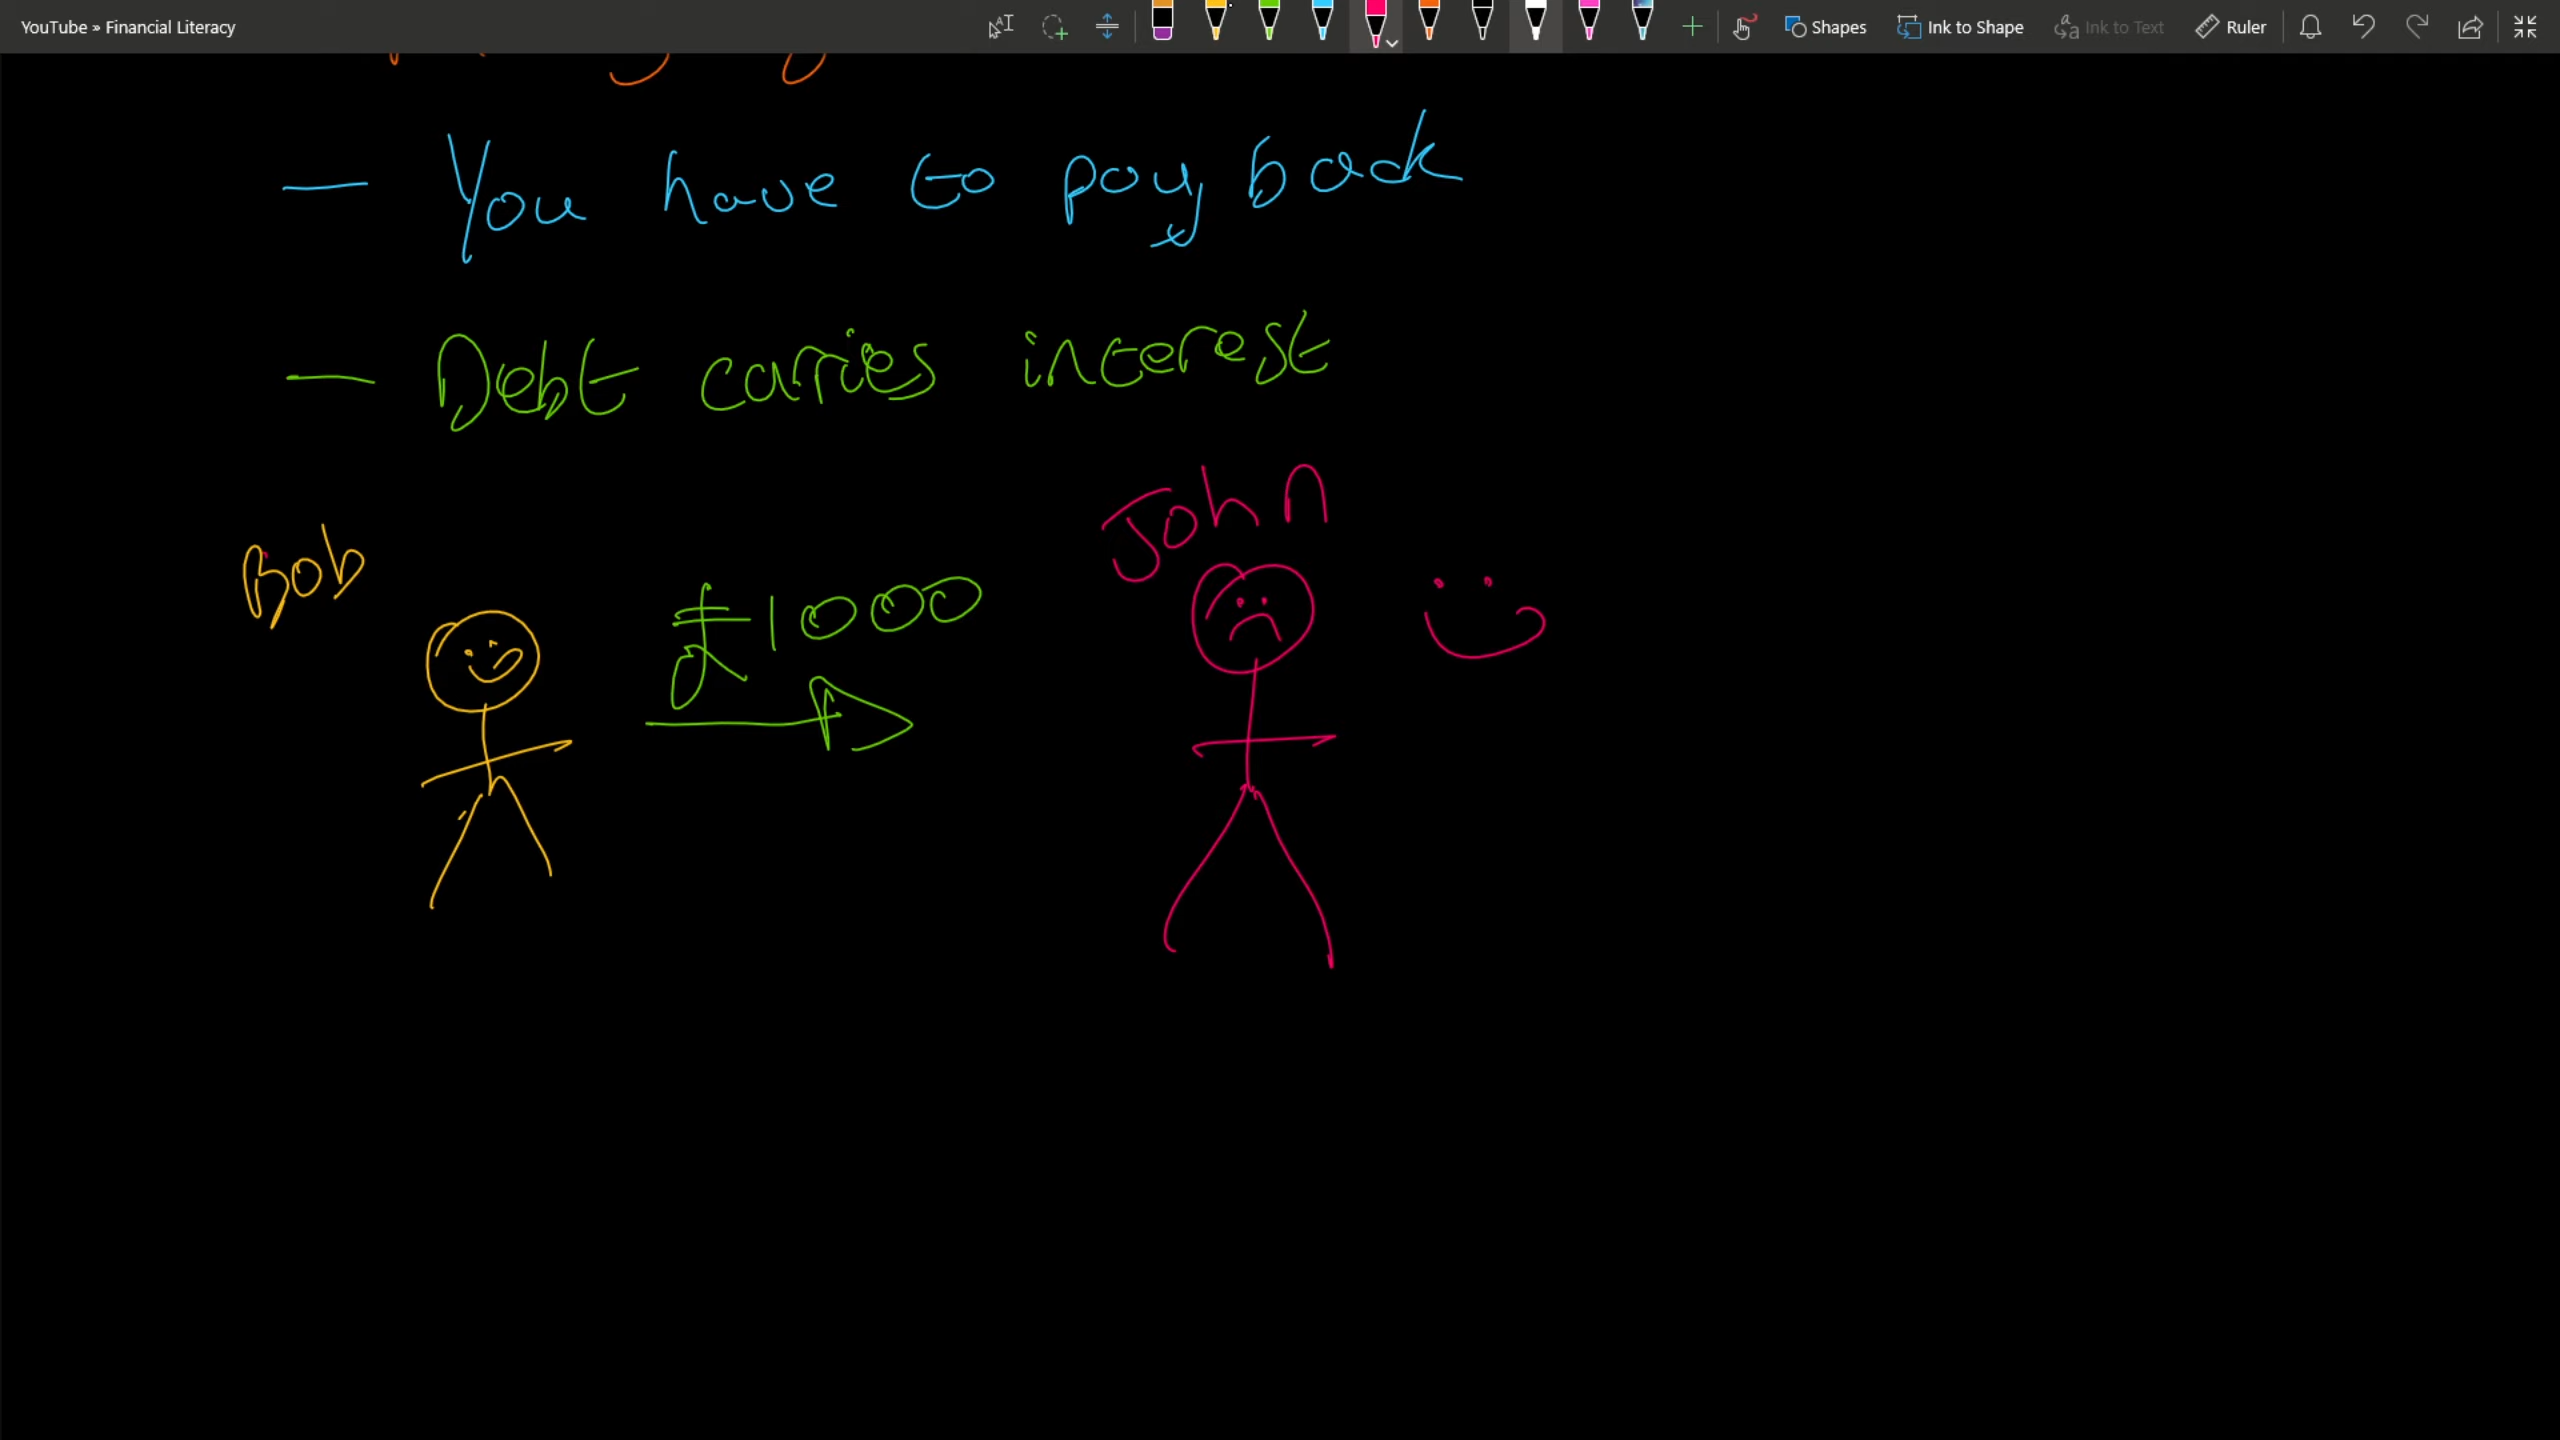 YouTube » Financial Literacy
Shapes
Ink to Shape
Ink to Text
Ruler
— You have to pay back
— Debt carries interest
John
Bob
£1000